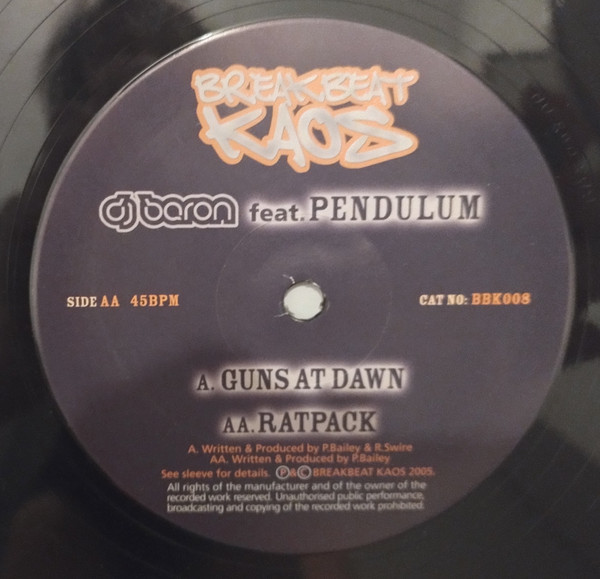 BREAKBEAT
KAOS
dj baron feat. PENDULUM
SIDE AA 45BPM
CAT NO: BBK008
A. GUNS AT DAWN
AA. RATPACK
A. Written & Produced by P.Bailey & R.Swire
AA. Written & Produced by P.Bailey
See sleeve for details. Ⓟ&© BREAKBEAT KAOS 2005.
All rights of the manufacturer and of the owner of the
recorded work reserved. Unauthorised public performance,
broadcasting and copying of the recorded work prohibited.